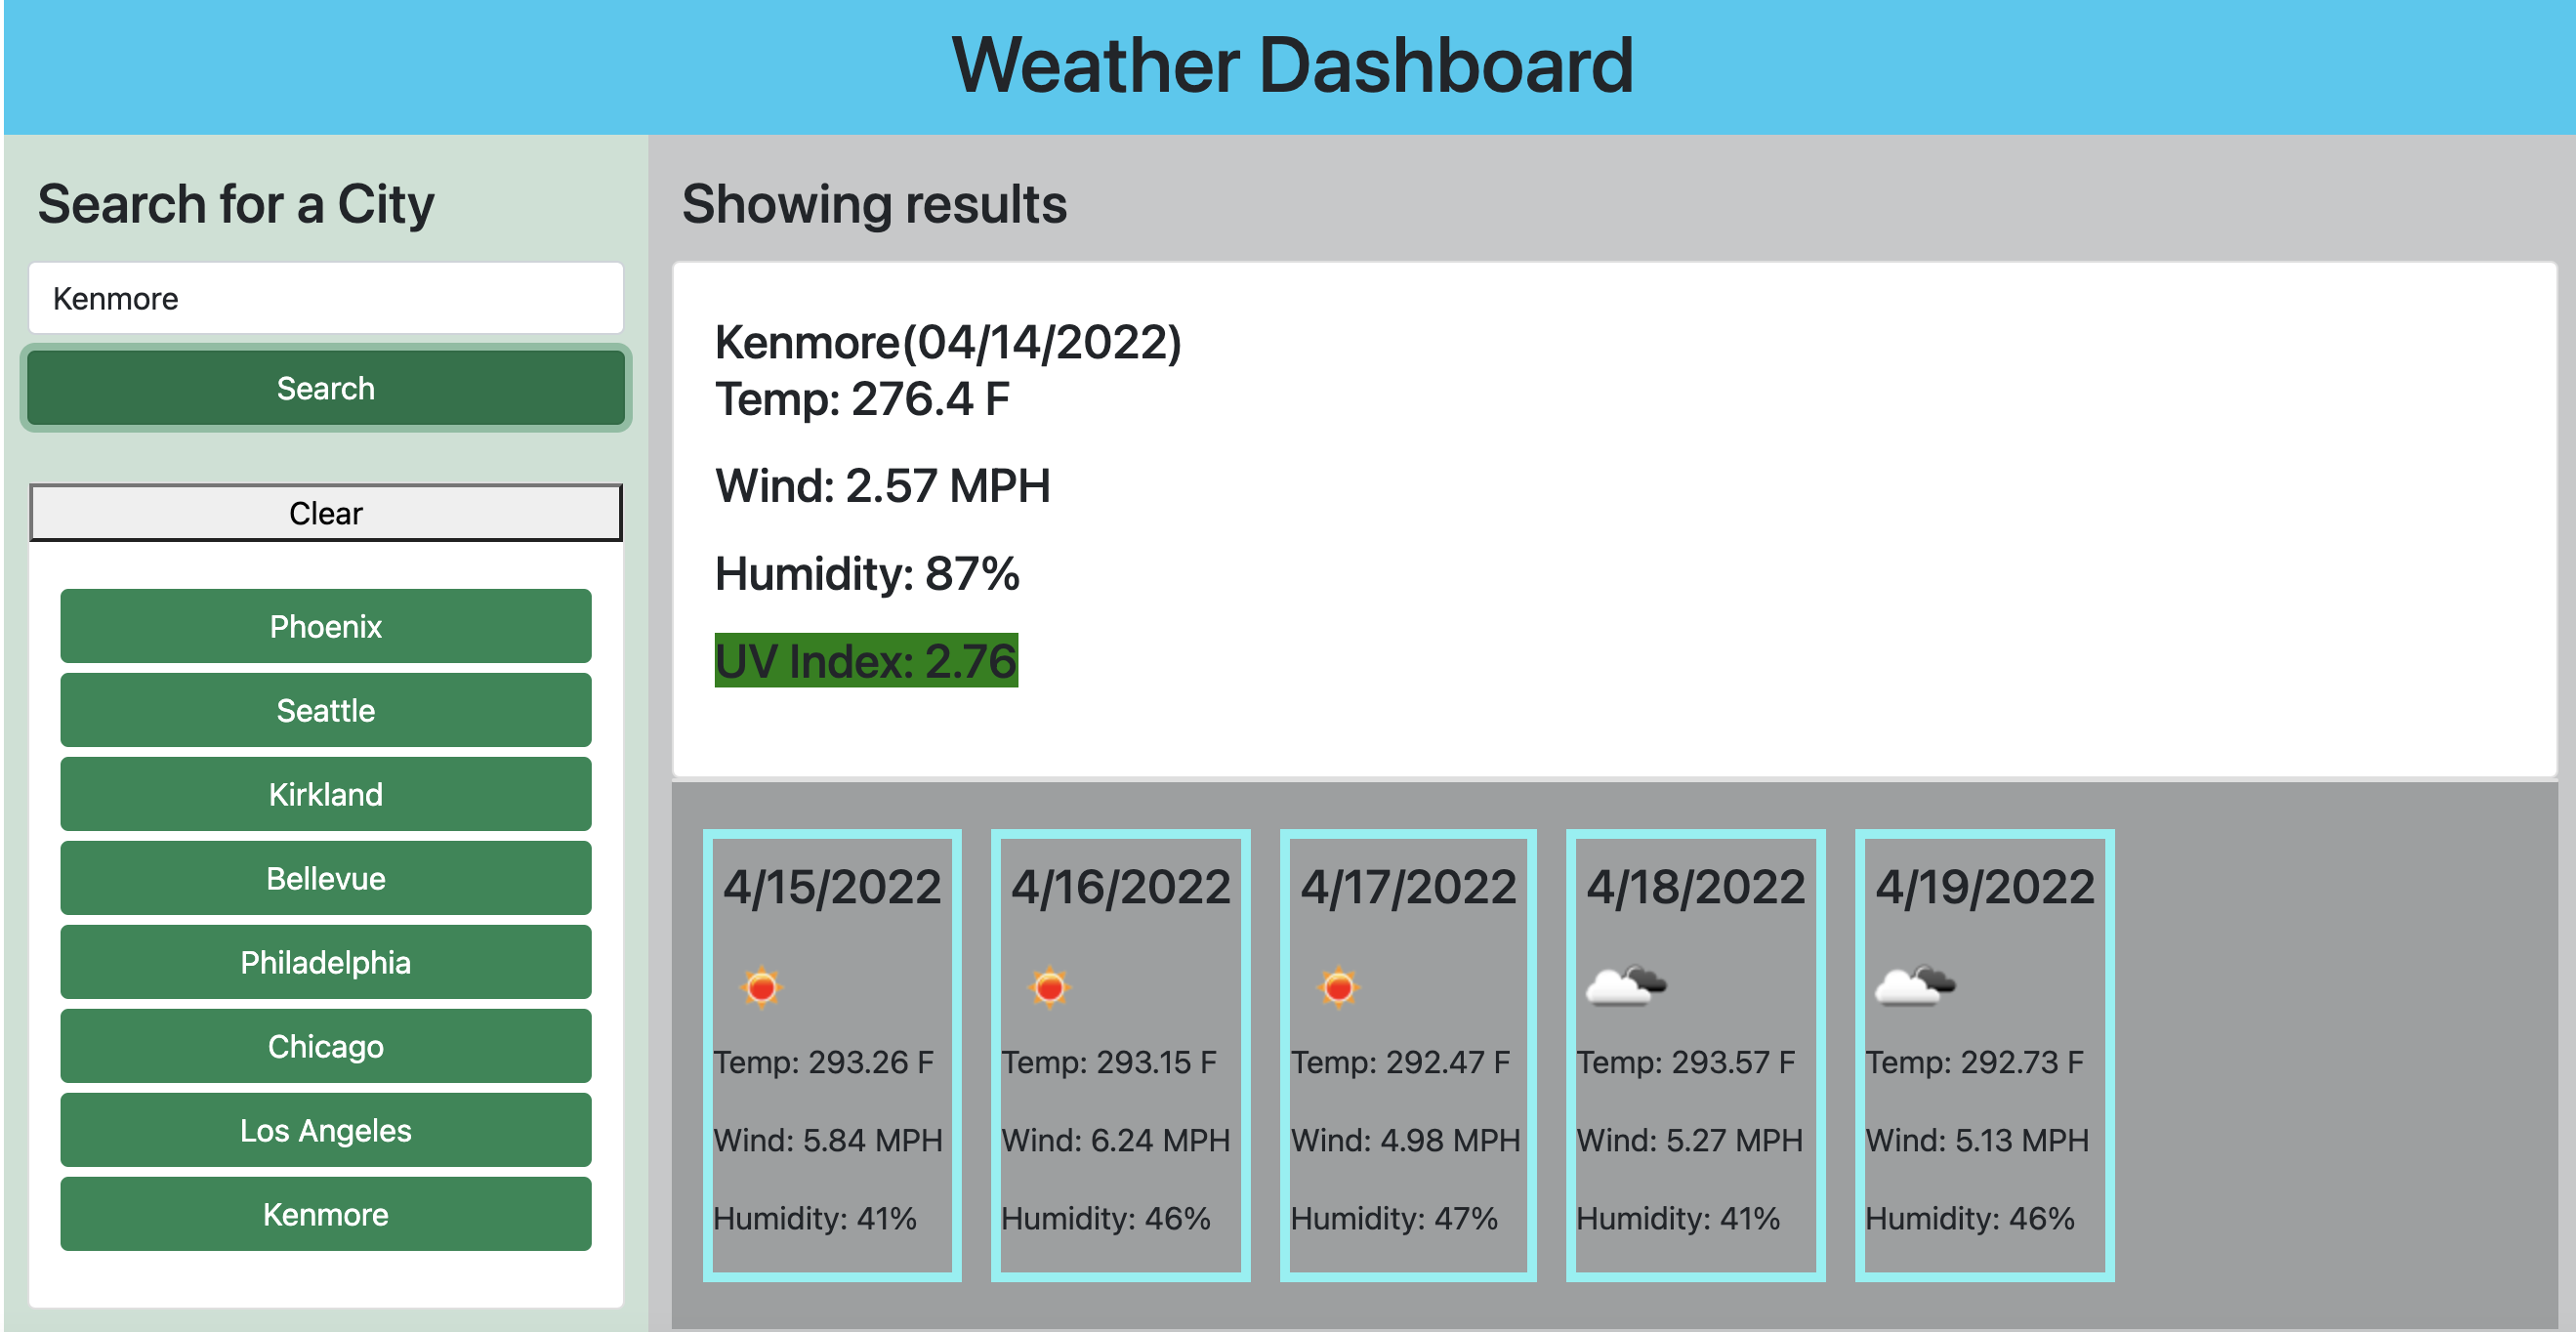 Weather Dashboard
Search for a City
Kenmore
Search
Clear
Phoenix
Seattle
Kirkland
Bellevue
Philadelphia
Chicago
Los Angeles
Kenmore
Showing results
Kenmore(04/14/2022)
Temp: 276.4 F
Wind: 2.57 MPH
Humidity: 87%
UV Index: 2.76
4/15/2022
Temp: 293.26 F
Wind: 5.84 MPH
Humidity: 41%
4/16/2022
Temp: 293.15 F
Wind: 6.24 MPH
Humidity: 46%
4/17/2022
Temp: 292.47 F
Wind: 4.98 MPH
Humidity: 47%
4/18/2022
Temp: 293.57 F
Wind: 5.27 MPH
Humidity: 41%
4/19/2022
Temp: 292.73 F
Wind: 5.13 MPH
Humidity: 46%